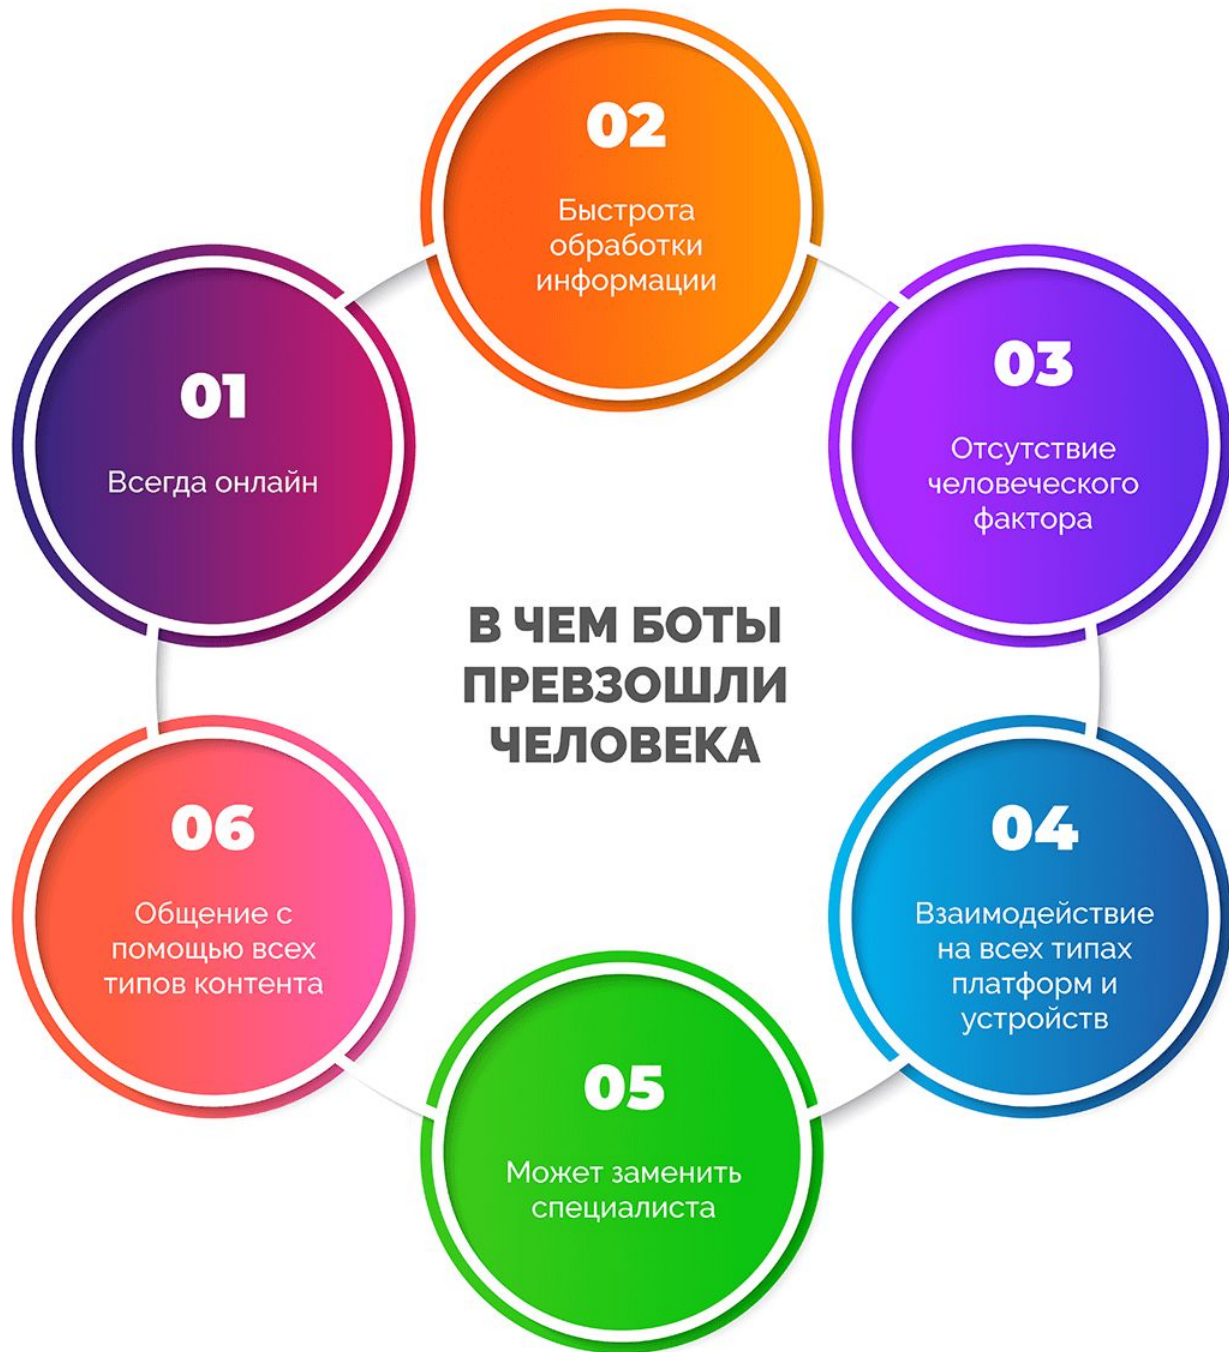 В ЧЕМ БОТЫ
ПРЕВЗОШЛИ
ЧЕЛОВЕКА
01
Всегда онлайн
02
Быстрота
обработки
информации
03
Отсутствие
человеческого
фактора
04
Взаимодействие
на всех типах
платформ и
устройств
05
Может заменить
специалиста
06
Общение с
помощью всех
типов контента